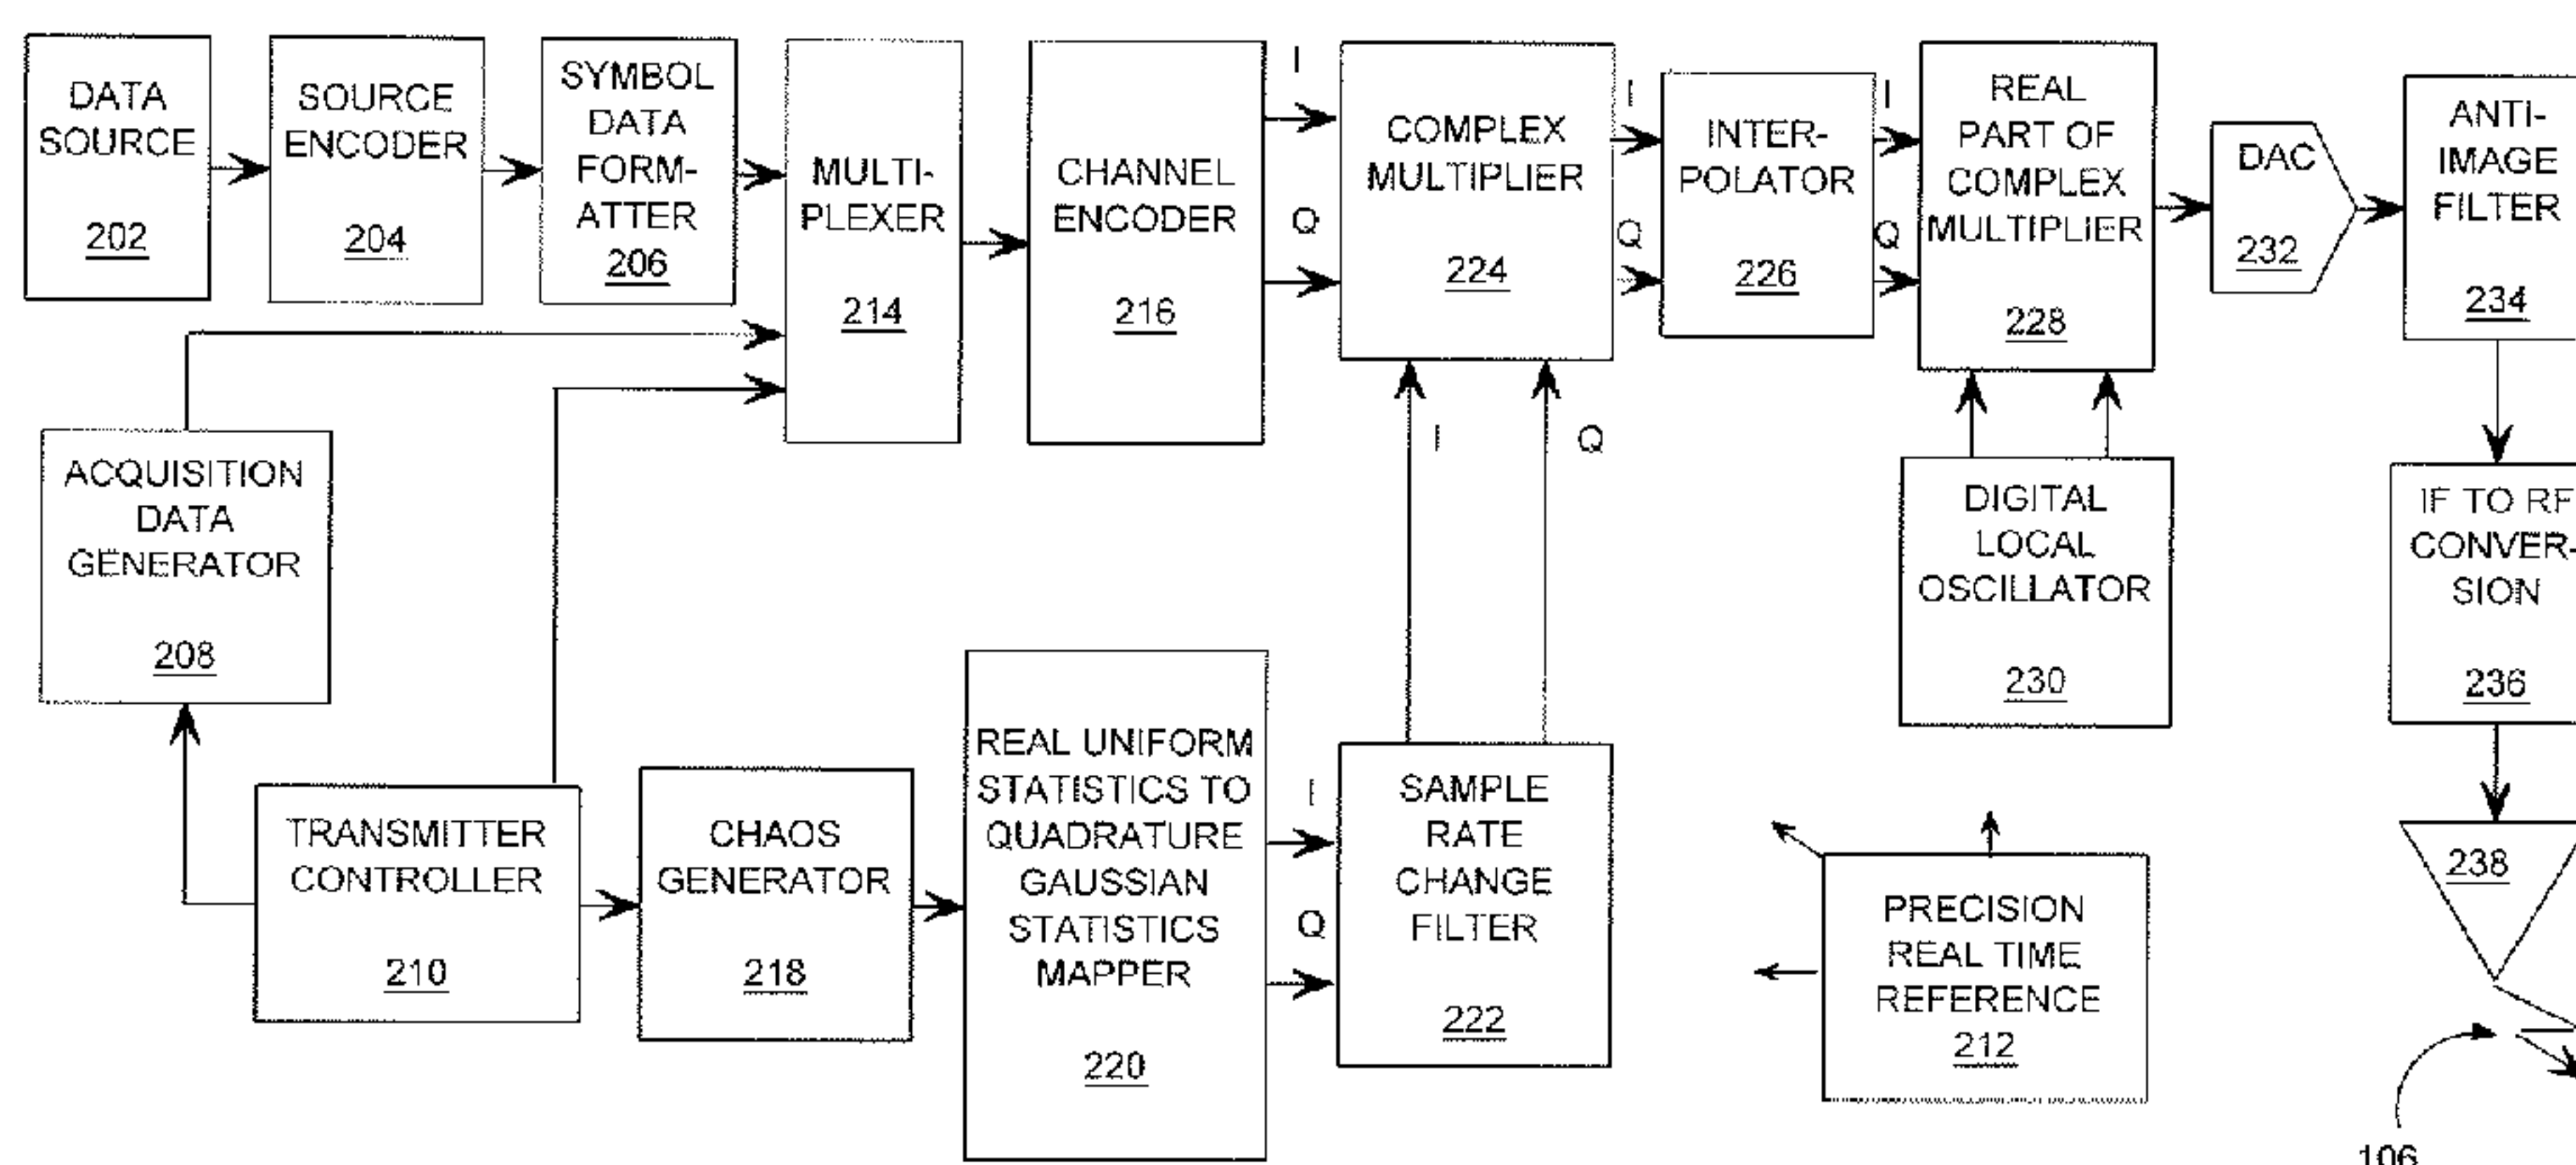 DATA
SOURCE
202
SOURCE
ENCODER
204
SYMBOL
DATA
FORM-
ATTER
206
MULTI-
PLEXER
214
CHANNEL
ENCODER
216
I
Q
COMPLEX
MULTIPLIER
224
I
Q
INTER-
POLATOR
226
I
Q
REAL
PART OF
COMPLEX
MULTIPLIER
228
DAC
232
ANTI-
IMAGE
FILTER
234
ACQUISITION
DATA
GENERATOR
208
I
Q
DIGITAL
LOCAL
OSCILLATOR
230
IF TO RF
CONVER-
SION
236
TRANSMITTER
CONTROLLER
210
CHAOS
GENERATOR
218
REAL UNIFORM
STATISTICS TO
QUADRATURE
GAUSSIAN
STATISTICS
MAPPER
220
I
Q
SAMPLE
RATE
CHANGE
FILTER
222
PRECISION
REAL TIME
REFERENCE
212
238
106